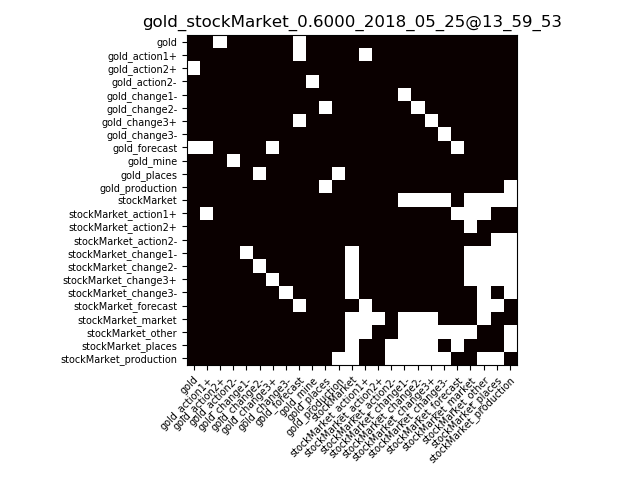 gold_stockMarket_0.6000_2018_05_25@13_59_53
gold
gold_action1+
gold_action2+
gold_action2-
gold_change1-
gold_change2-
gold_change3+
gold_change3-
gold_forecast
gold_mine
gold_places
gold_production
stockMarket
stockMarket_action1+
stockMarket_action2+
stockMarket_action2-
stockMarket_change1-
stockMarket_change2-
stockMarket_change3+
stockMarket_change3-
stockMarket_forecast
stockMarket_market
stockMarket_other
stockMarket_places
stockMarket_production
gold
gold_action1+
gold_action2+
gold_action2-
gold_change1-
gold_change2-
gold_change3+
gold_change3-
gold_forecast
gold_mine
gold_places
gold_production
stockMarket
stockMarket_action1+
stockMarket_action2+
stockMarket_action2-
stockMarket_change1-
stockMarket_change2-
stockMarket_change3+
stockMarket_change3-
stockMarket_forecast
stockMarket_market
stockMarket_other
stockMarket_places
stockMarket_production